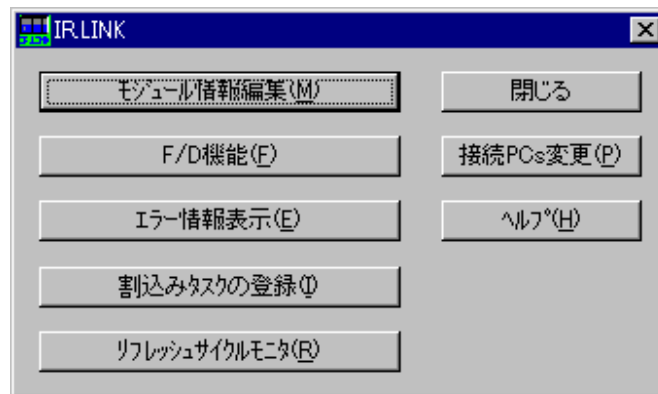 IR.LINK
ﾓｼﾞｭｰﾙ情報編集(M)
閉じる
F/D機能(F)
接続PCs変更(P)
ｴﾗｰ情報表示(E)
ﾍﾙﾌﾟ(H)
割込みﾀｽｸの登録(I)
ﾘﾌﾚｯｼｭｻｲｸﾙﾓﾆﾀ(R)